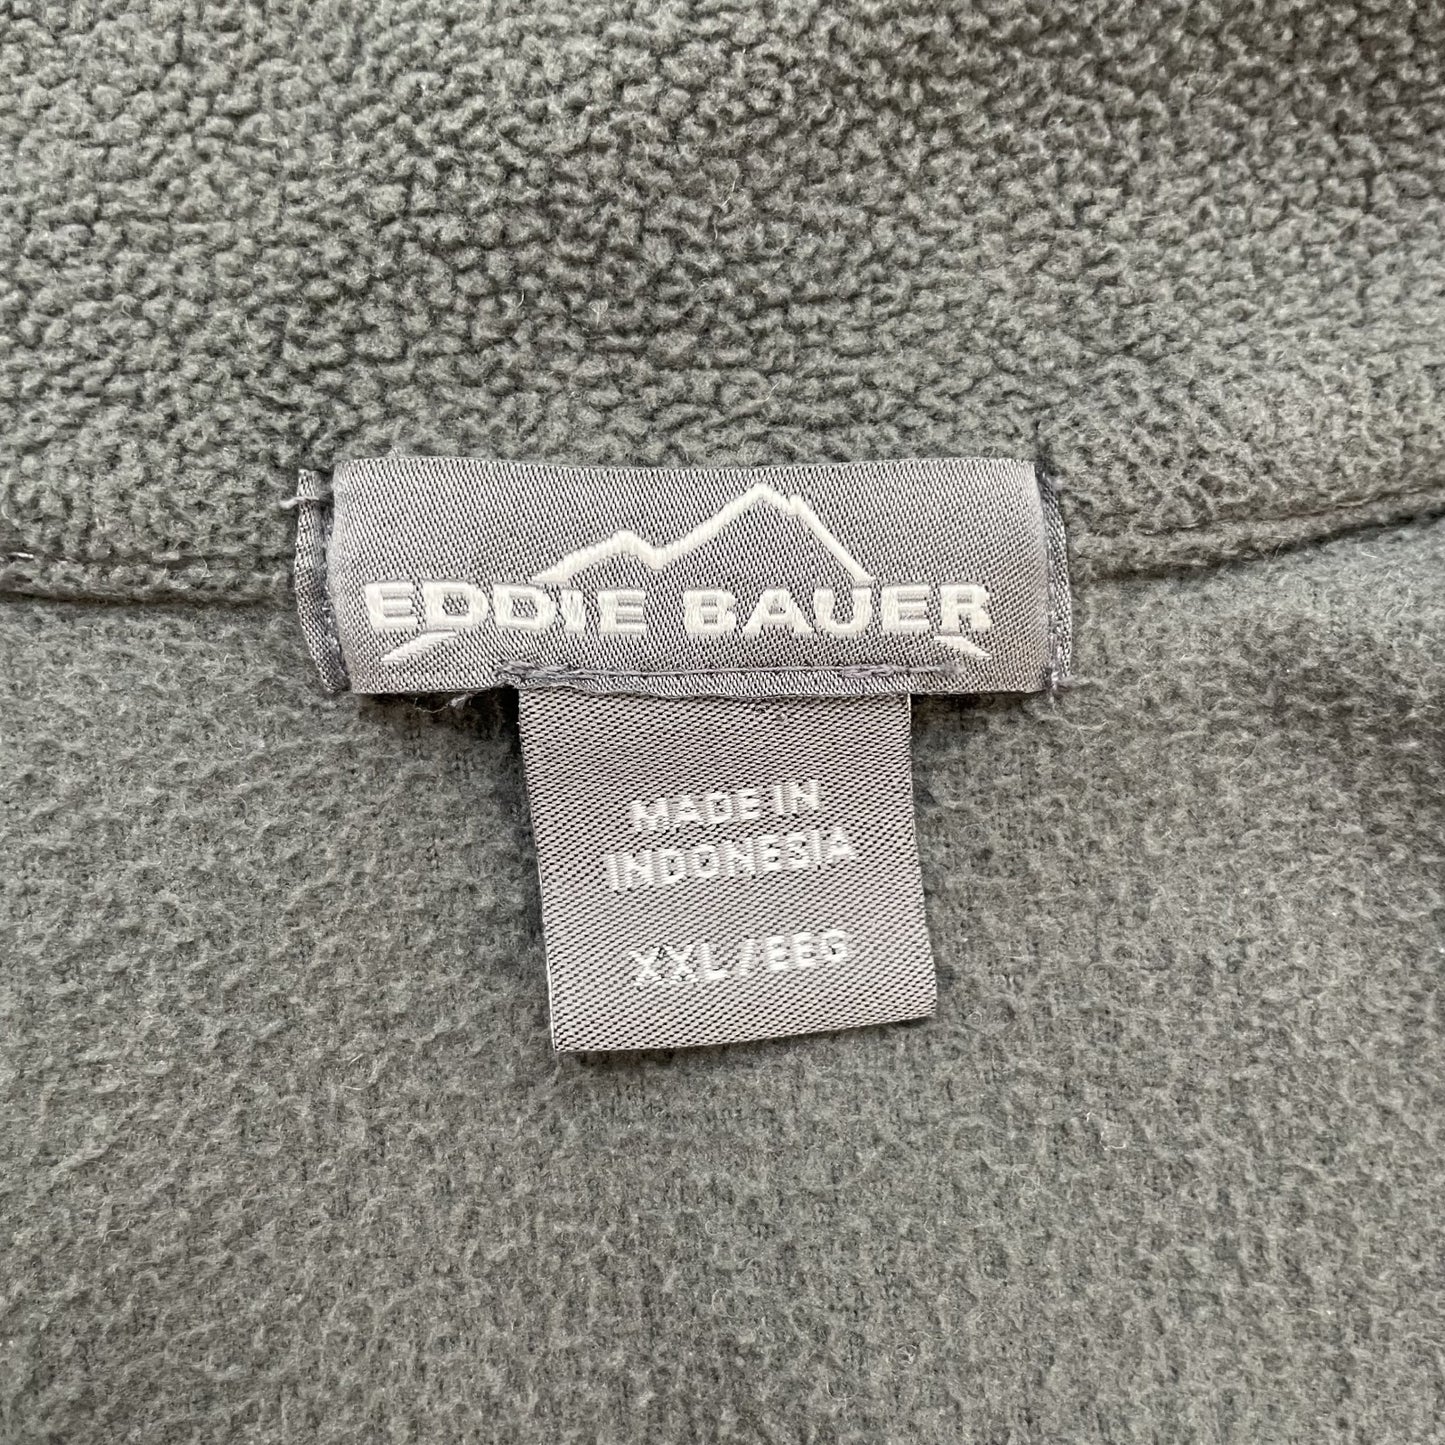 EDDIE BAUER
MADE IN
INDONESIA
XXL/EEG